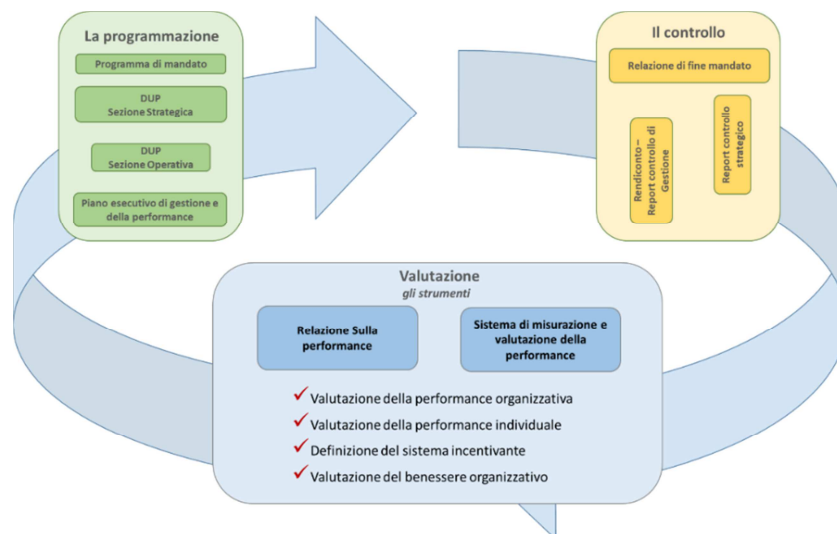 La programmazione
Programma di mandato
DUP
Sezione Strategica
DUP
Sezione Operativa
Piano esecutivo di gestione e
della performance
Il controllo
Relazione di fine mandato
Rendiconto –
Report controllo di
Gestione
Report controllo
strategico
Valutazione
gli strumenti
Relazione Sulla
performance
Sistema di misurazione e
valutazione della
performance
Valutazione della performance organizzativa
Valutazione della performance individuale
Definizione del sistema incentivante
Valutazione del benessere organizzativo